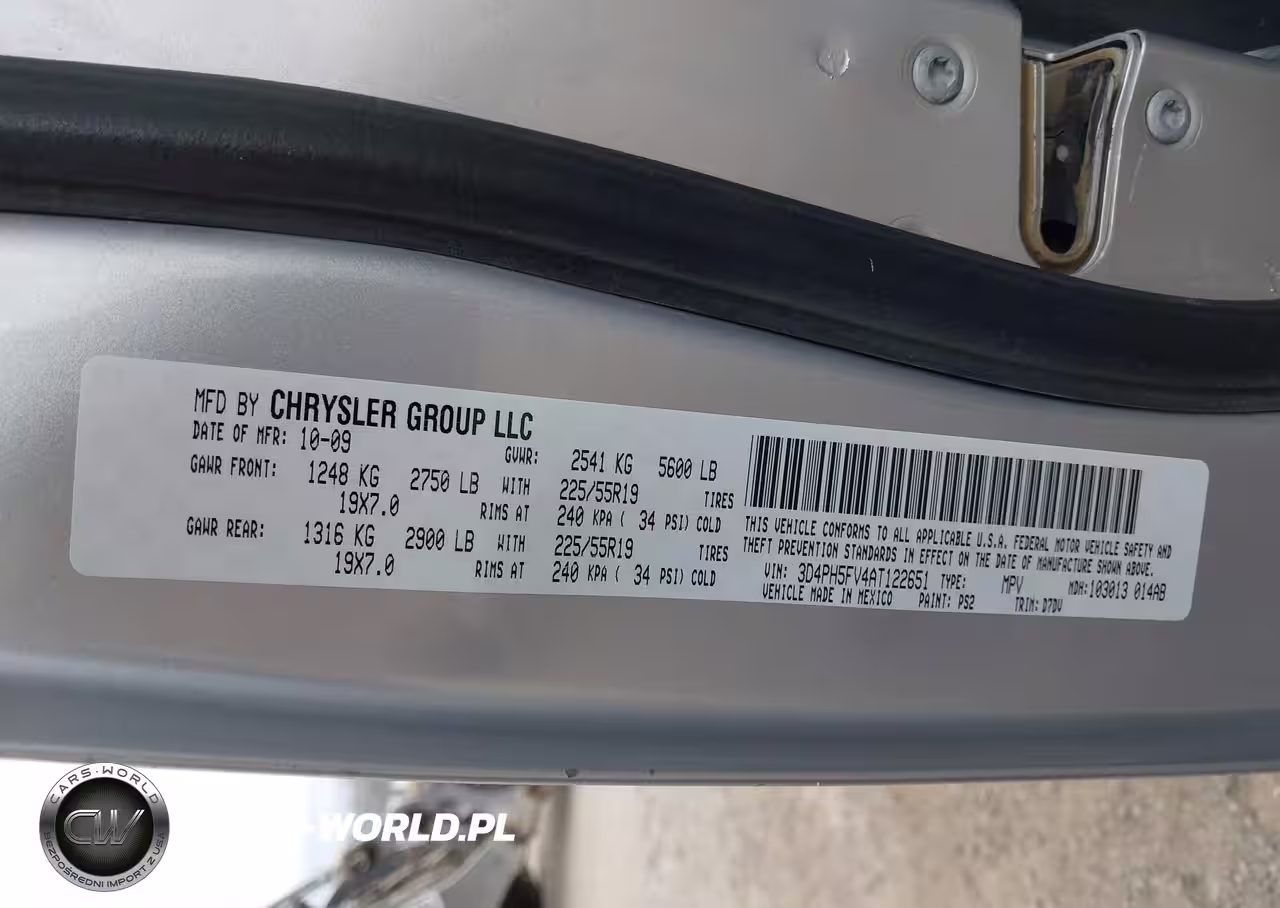 MFD BY CHRYSLER GROUP LLC
DATE OF MFR: 10-09 GVWR: 2541 KG 5600 LB
GAWR FRONT: 1248 KG 2750 LB WITH 225/55R19 TIRES
19X7.0 RIMS AT 240 KPA ( 34 PSI) COLD
GAWR REAR: 1316 KG 2900 LB WITH 225/55R19 TIRES
19X7.0 RIMS AT 240 KPA ( 34 PSI) COLD
THIS VEHICLE CONFORMS TO ALL APPLICABLE U.S.A. FEDERAL MOTOR VEHICLE SAFETY AND
THEFT PREVENTION STANDARDS IN EFFECT ON THE DATE OF MANUFACTURE SHOWN ABOVE.
VIN: 3D4PH5FV4AT122651 TYPE: MPV MDH:103013 014AB
VEHICLE MADE IN MEXICO PAINT: PS2 TRIM: D7DV
CARS-WORLD
CW
BEZPOŚREDNI IMPORT Z USA
-WORLD.PL